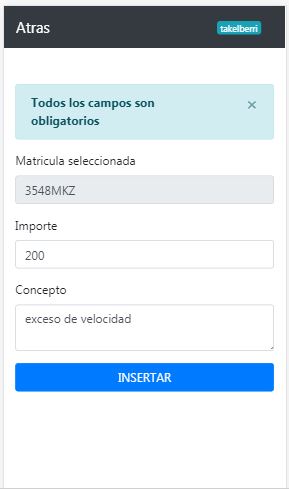 Atras takelberri
Todos los campos son
obligatorios ×
Matricula seleccionada
3548MKZ
Importe
200
Concepto
exceso de velocidad
INSERTAR